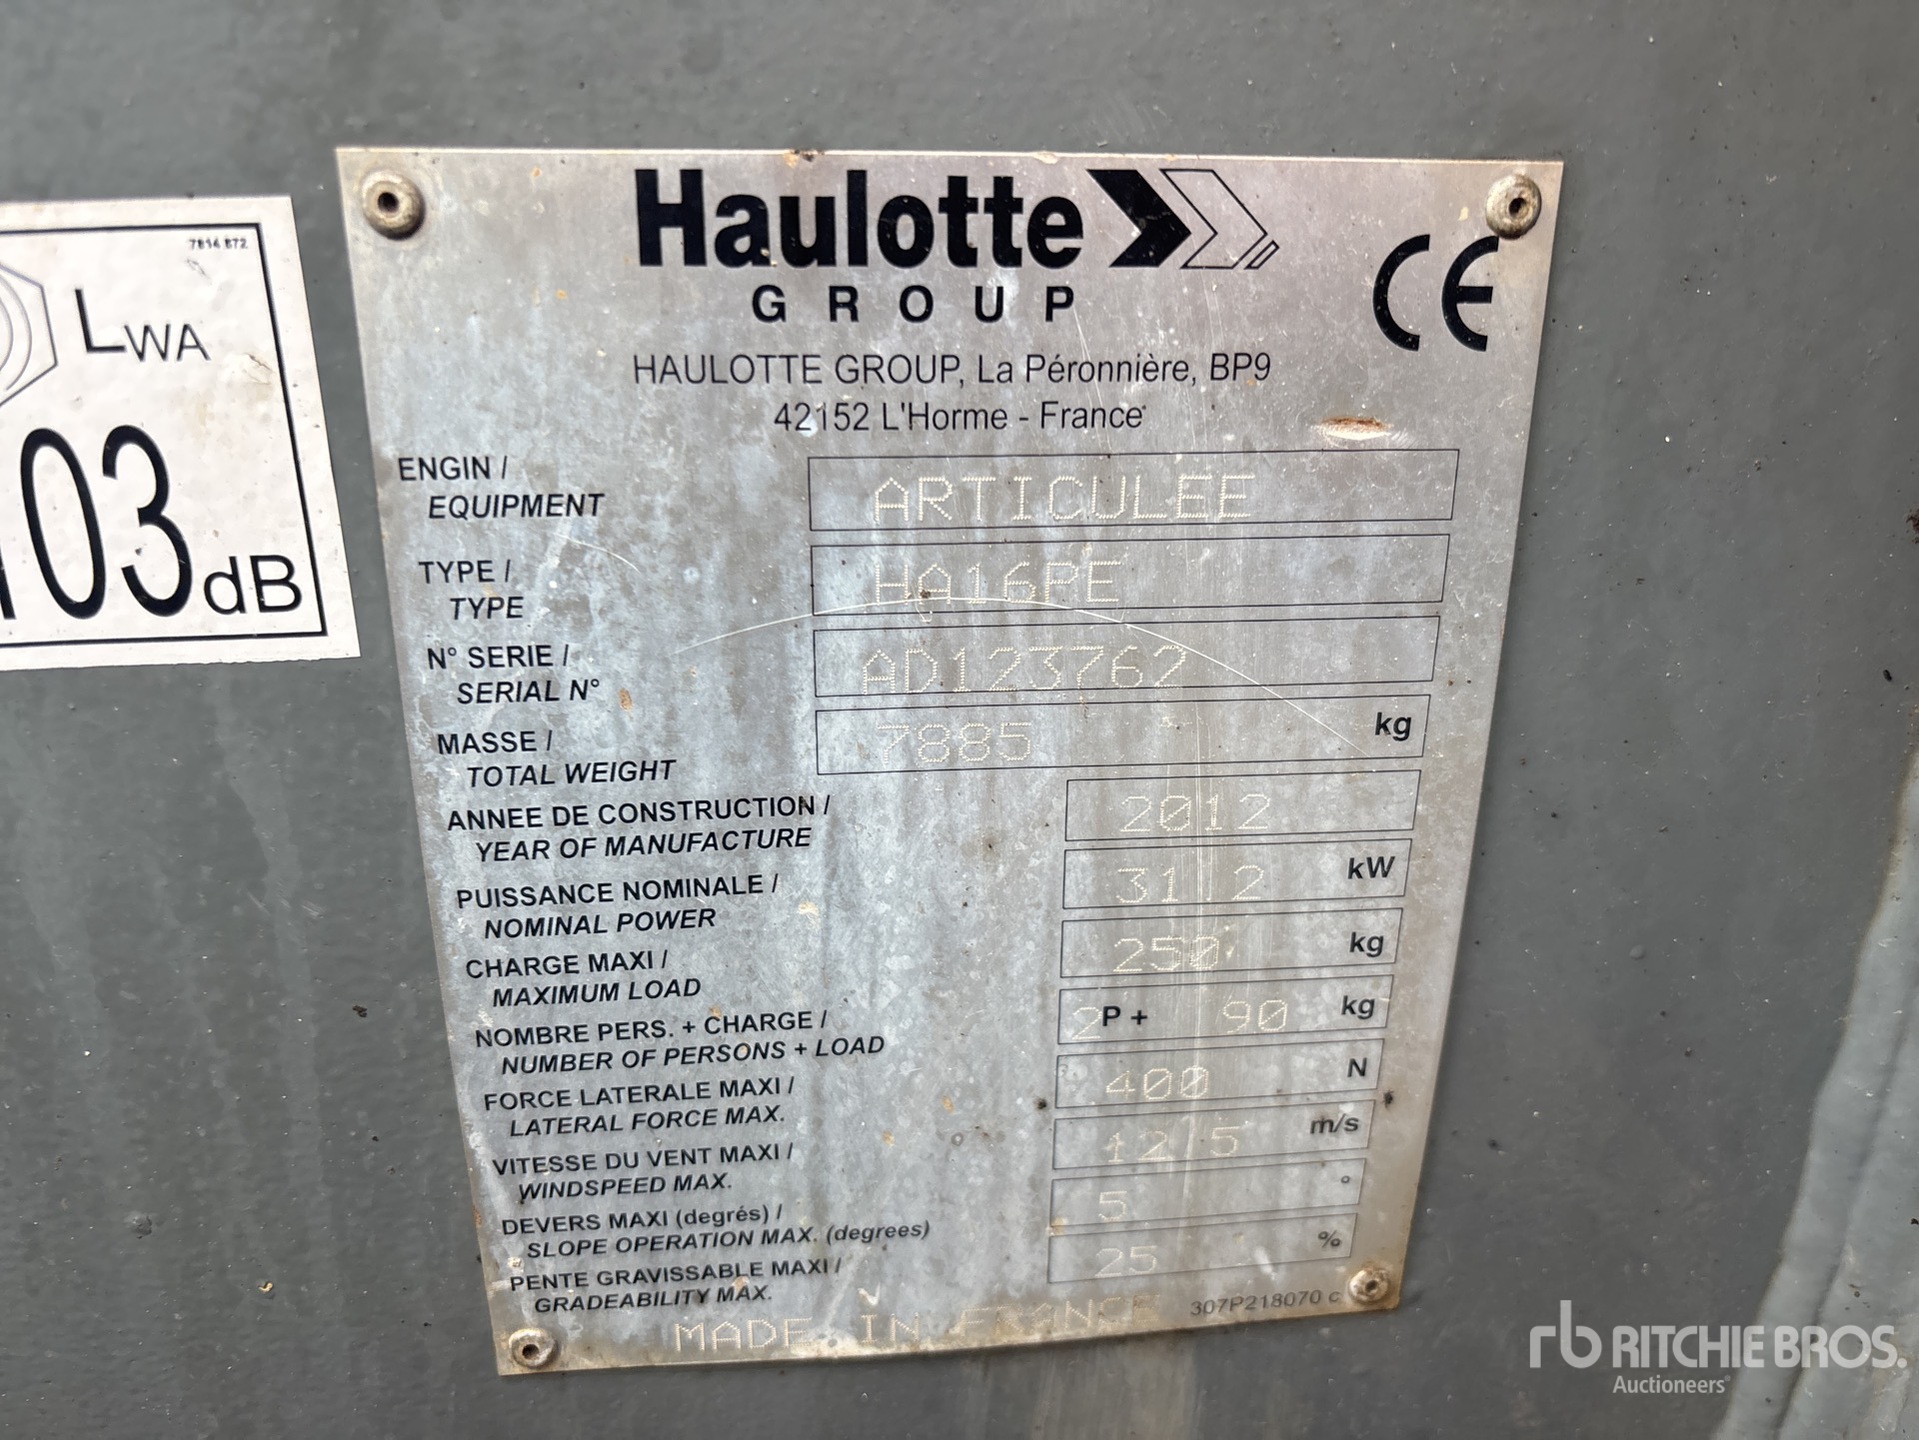 7814 872
LWA
103dB
Haulotte
GROUP
CE
HAULOTTE GROUP, La Péronnière, BP9
42152 L'Horme - France
ENGIN /
EQUIPMENT
ARTICULEE
TYPE /
TYPE
HA16PE
N° SERIE /
SERIAL N°
AD123762
MASSE /
TOTAL WEIGHT
7885 kg
ANNEE DE CONSTRUCTION /
YEAR OF MANUFACTURE
2012
PUISSANCE NOMINALE /
NOMINAL POWER
31,2 kW
CHARGE MAXI /
MAXIMUM LOAD
250 kg
NOMBRE PERS. + CHARGE /
NUMBER OF PERSONS + LOAD
2 P + 90 kg
FORCE LATERALE MAXI /
LATERAL FORCE MAX.
400 N
VITESSE DU VENT MAXI /
WINDSPEED MAX.
12,5 m/s
DEVERS MAXI (degrés) /
SLOPE OPERATION MAX. (degrees)
5 °
PENTE GRAVISSABLE MAXI /
GRADEABILITY MAX.
25 %
307P218070 c
MADE IN FRANCE
rb RITCHIE BROS.
Auctioneers